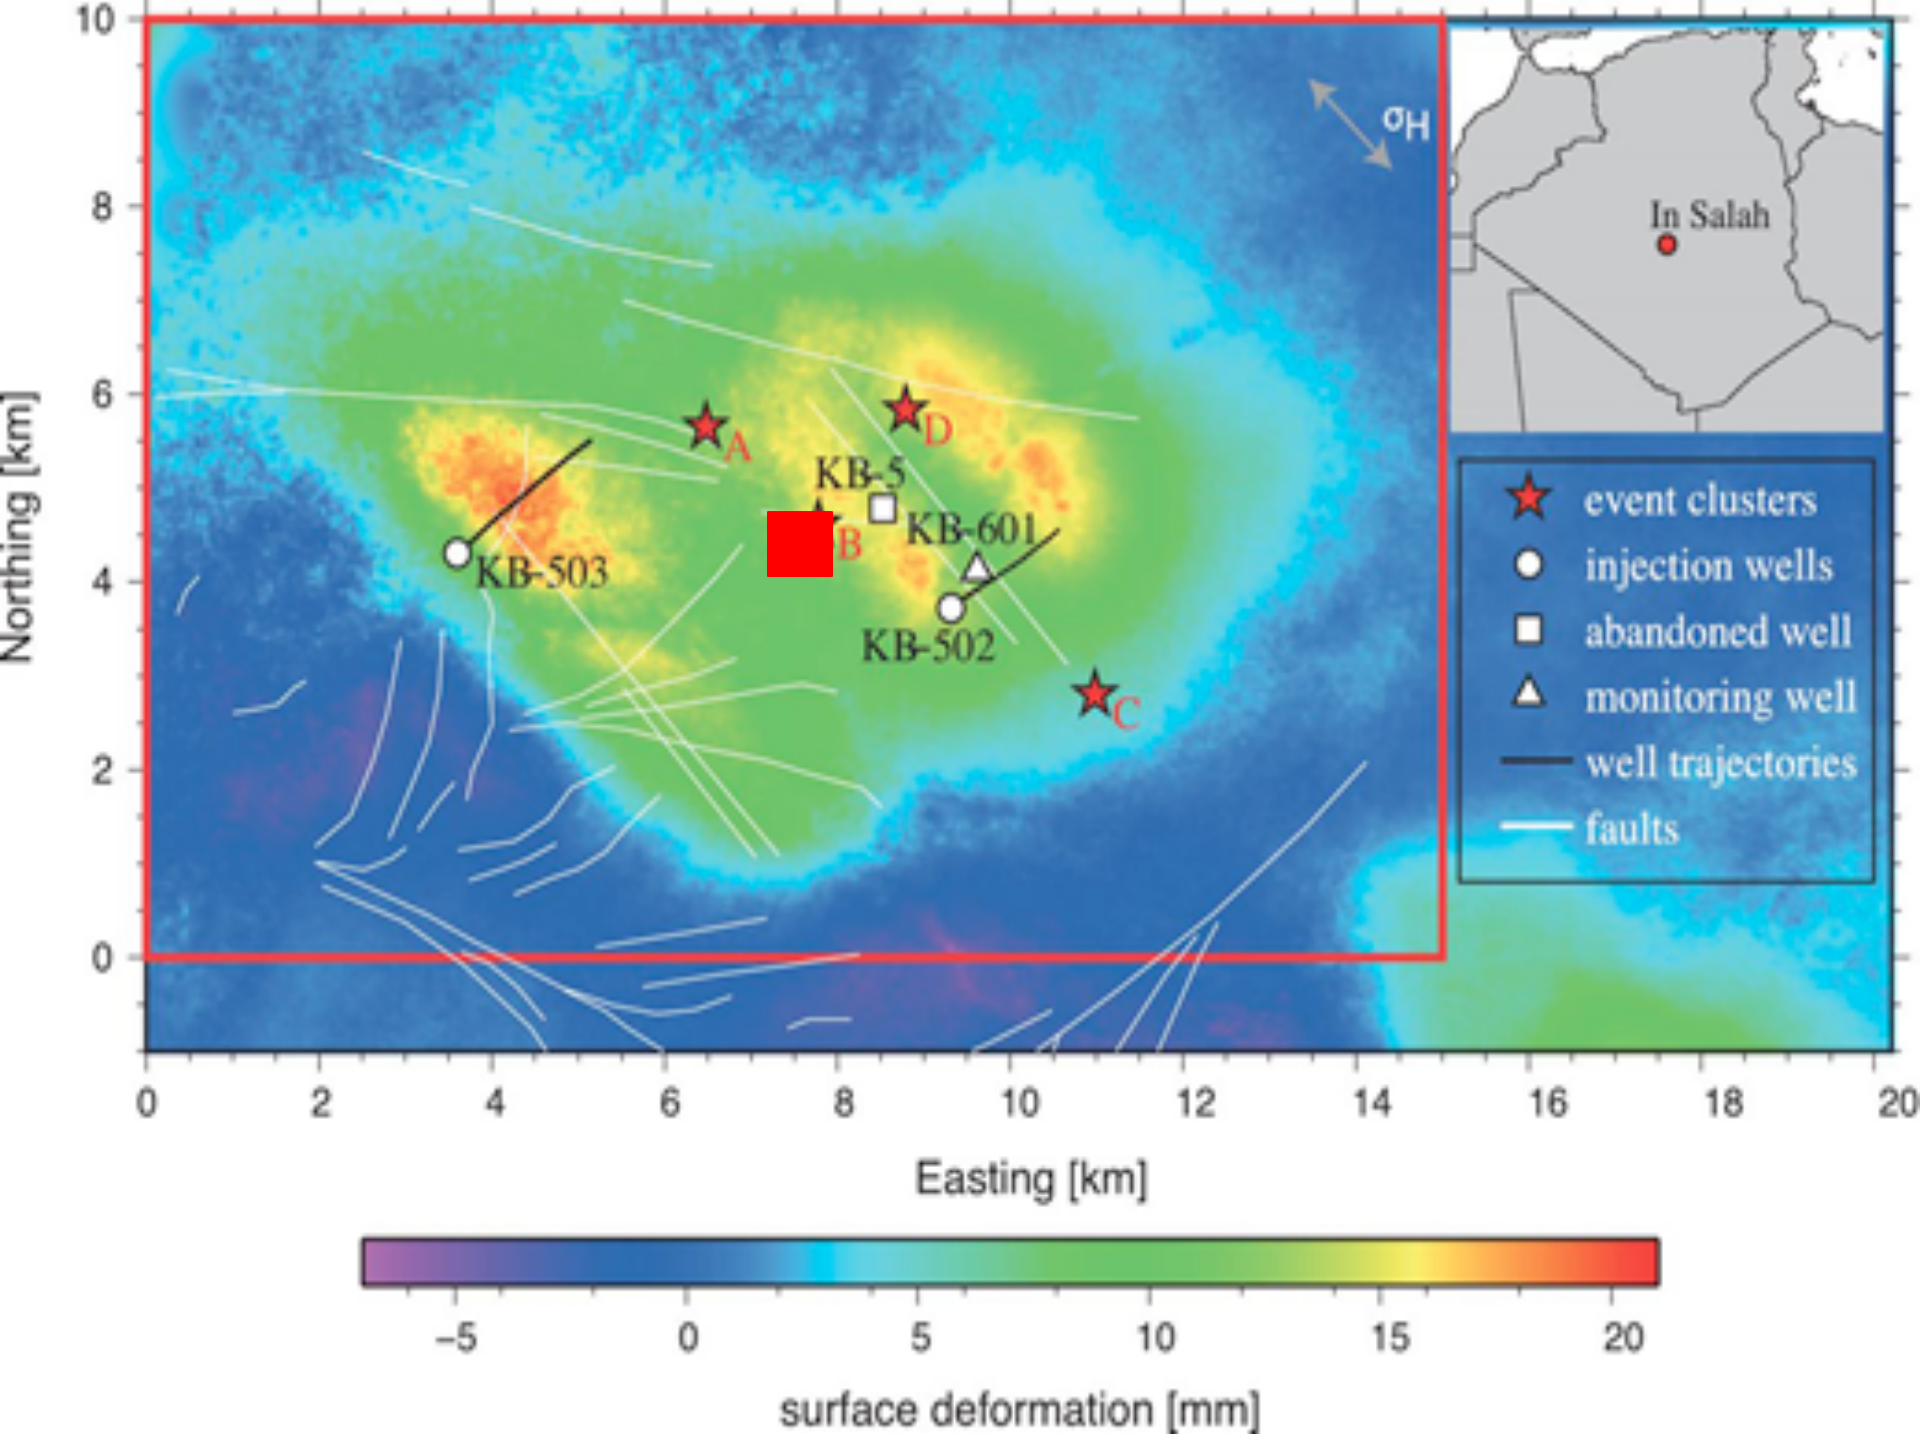 10
8
6
4
2
0
Northing [km]
σH
In Salah
A
D
KB-5
B
KB-601
KB-503
KB-502
C
event clusters
injection wells
abandoned well
monitoring well
well trajectories
faults
0 2 4 6 8 10 12 14 16 18 20
Easting [km]
−5 0 5 10 15 20
surface deformation [mm]